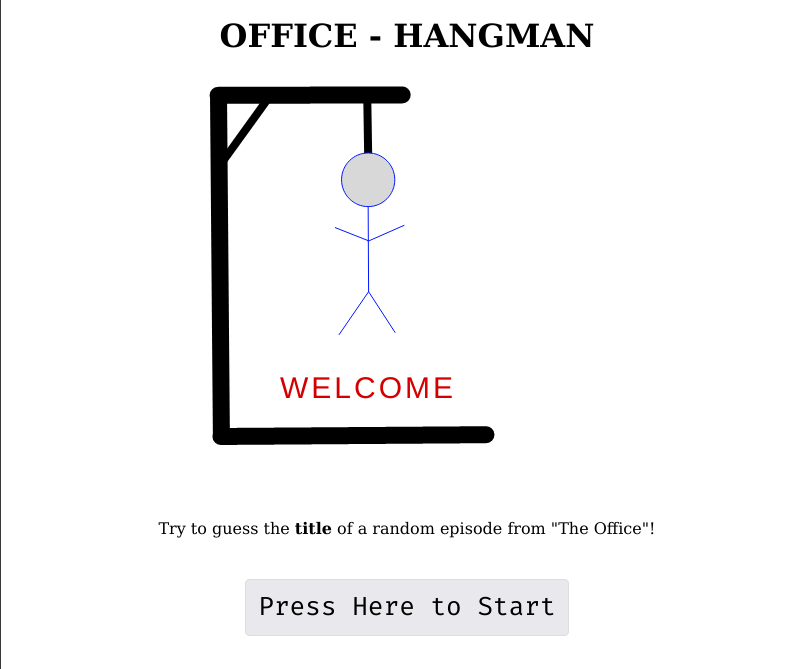 OFFICE - HANGMAN
WELCOME
Try to guess the title of a random episode from "The Office"!
Press Here to Start